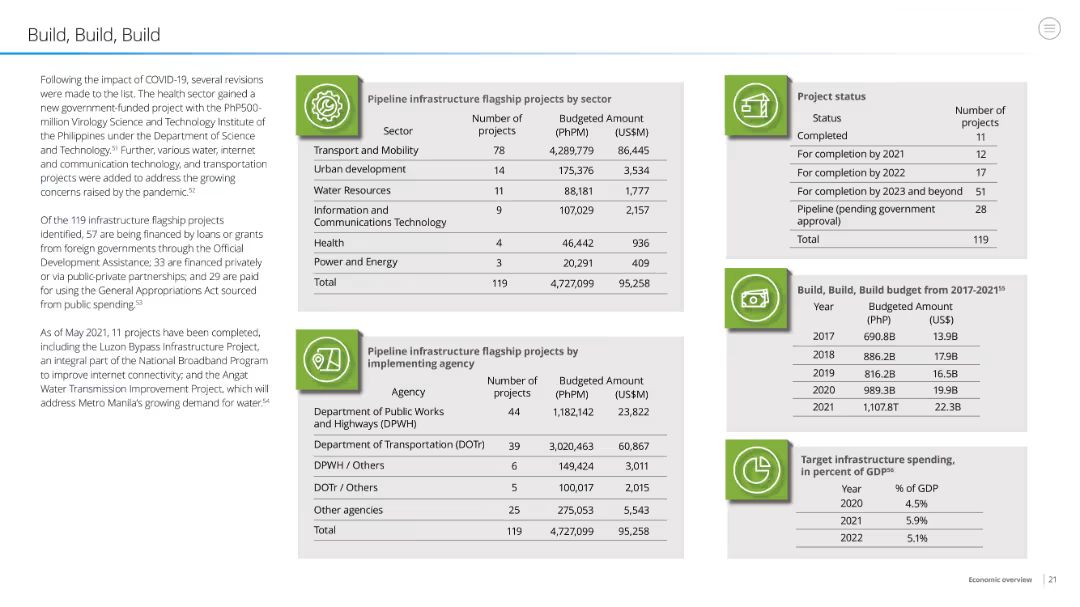 Build, Build, Build
Following the impact of COVID-19, several revisions
were made to the list. The health sector gained a
new government-funded project with the PhP500-
million Virology Science and Technology Institute of
the Philippines under the Department of Science
and Technology.51 Further, various water, internet
and communication technology, and transportation
projects were added to address the growing
concerns raised by the pandemic.52
Of the 119 infrastructure flagship projects
identified, 57 are being financed by loans or grants
from foreign governments through the Official
Development Assistance; 33 are financed privately
or via public-private partnerships; and 29 are paid
for using the General Appropriations Act sourced
from public spending.53
As of May 2021, 11 projects have been completed,
including the Luzon Bypass Infrastructure Project,
an integral part of the National Broadband Program
to improve internet connectivity; and the Angat
Water Transmission Improvement Project, which will
address Metro Manila's growing demand for water.54
Pipeline infrastructure flagship projects by sector
Sector Number of projects Budgeted Amount (PhPM) (US$M)
Transport and Mobility 78 4,289,779 86,445
Urban development 14 175,376 3,534
Water Resources 11 88,181 1,777
Information and
Communications Technology 9 107,029 2,157
Health 4 46,442 936
Power and Energy 3 20,291 409
Total 119 4,727,099 95,258
Pipeline infrastructure flagship projects by
implementing agency
Agency Number of projects Budgeted Amount (PhPM) (US$M)
Department of Public Works
and Highways (DPWH) 44 1,182,142 23,822
Department of Transportation (DOTr) 39 3,020,463 60,867
DPWH / Others 6 149,424 3,011
DOTr / Others 5 100,017 2,015
Other agencies 25 275,053 5,543
Total 119 4,727,099 95,258
Project status
Status Number of projects
Completed 11
For completion by 2021 12
For completion by 2022 17
For completion by 2023 and beyond 51
Pipeline (pending government
approval) 28
Total 119
Build, Build, Build budget from 2017-202155
Year Budgeted Amount
(PhP) (US$)
2017 690.8B 13.9B
2018 886.2B 17.9B
2019 816.2B 16.5B
2020 989.3B 19.9B
2021 1,107.8T 22.3B
Target infrastructure spending,
in percent of GDP56
Year % of GDP
2020 4.5%
2021 5.9%
2022 5.1%
Economic overview 21